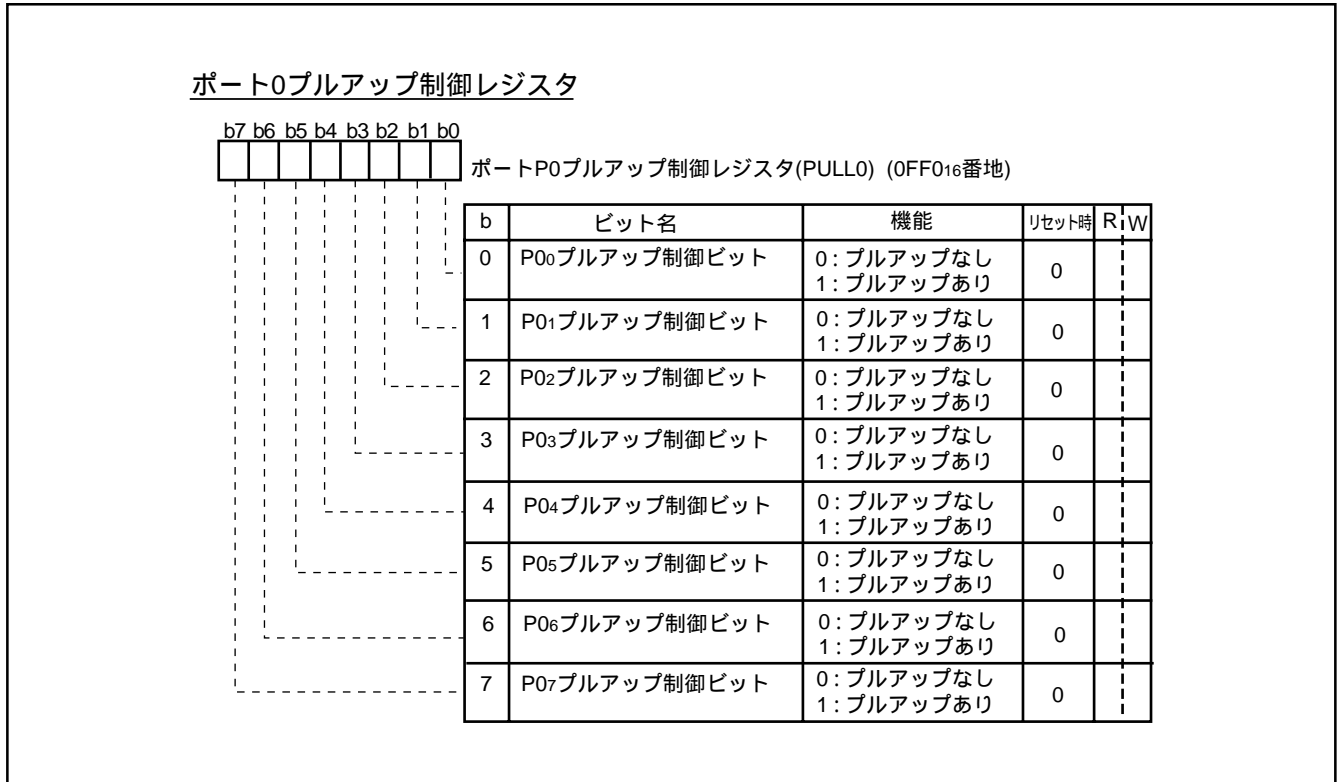 ポート0プルアップ制御レジスタ
b7 b6 b5 b4 b3 b2 b1 b0
ポートP0プルアップ制御レジスタ(PULL0) (0FF016番地)
b ビット名 機能 リセット時 R W
0 P00プルアップ制御ビット 0 : プルアップなし 0
1 : プルアップあり
1 P01プルアップ制御ビット 0 : プルアップなし 0
1 : プルアップあり
2 P02プルアップ制御ビット 0 : プルアップなし 0
1 : プルアップあり
3 P03プルアップ制御ビット 0 : プルアップなし 0
1 : プルアップあり
4 P04プルアップ制御ビット 0 : プルアップなし 0
1 : プルアップあり
5 P05プルアップ制御ビット 0 : プルアップなし 0
1 : プルアップあり
6 P06プルアップ制御ビット 0 : プルアップなし 0
1 : プルアップあり
7 P07プルアップ制御ビット 0 : プルアップなし 0
1 : プルアップあり